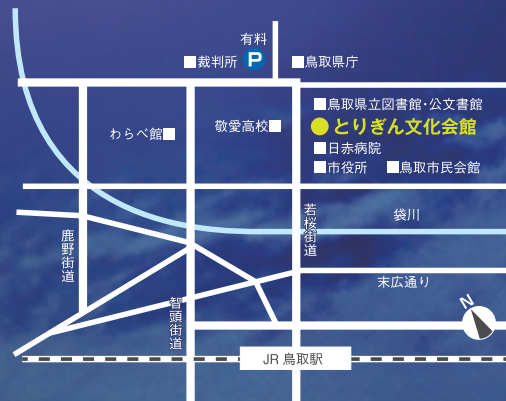 有料
裁判所
P
鳥取県庁
鳥取県立図書館・公文書館
わらべ館
敬愛高校
とりぎん文化会館
日赤病院
市役所
鳥取市民会館
若桜街道
袋川
鹿野街道
末広通り
智頭街道
N
JR 鳥取駅